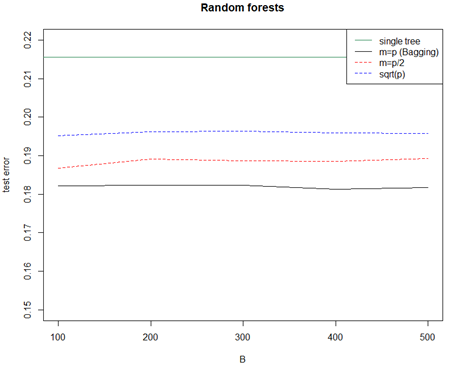 Random forests
single tree
m=p (Bagging)
m=p/2
sqrt(p)
test error
0.22
0.21
0.20
0.19
0.18
0.17
0.16
0.15
100
200
300
400
500
B